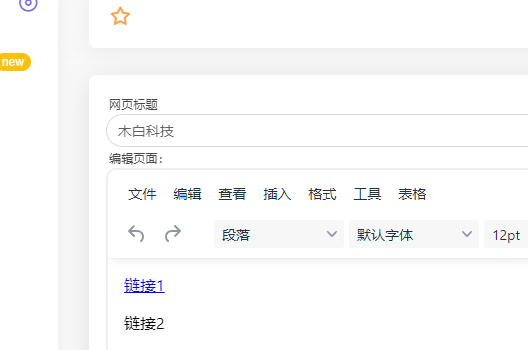 new
网页标题
木白科技
编辑页面：
文件 编辑 查看 插入 格式 工具 表格
段落 默认字体 12pt
链接1
链接2